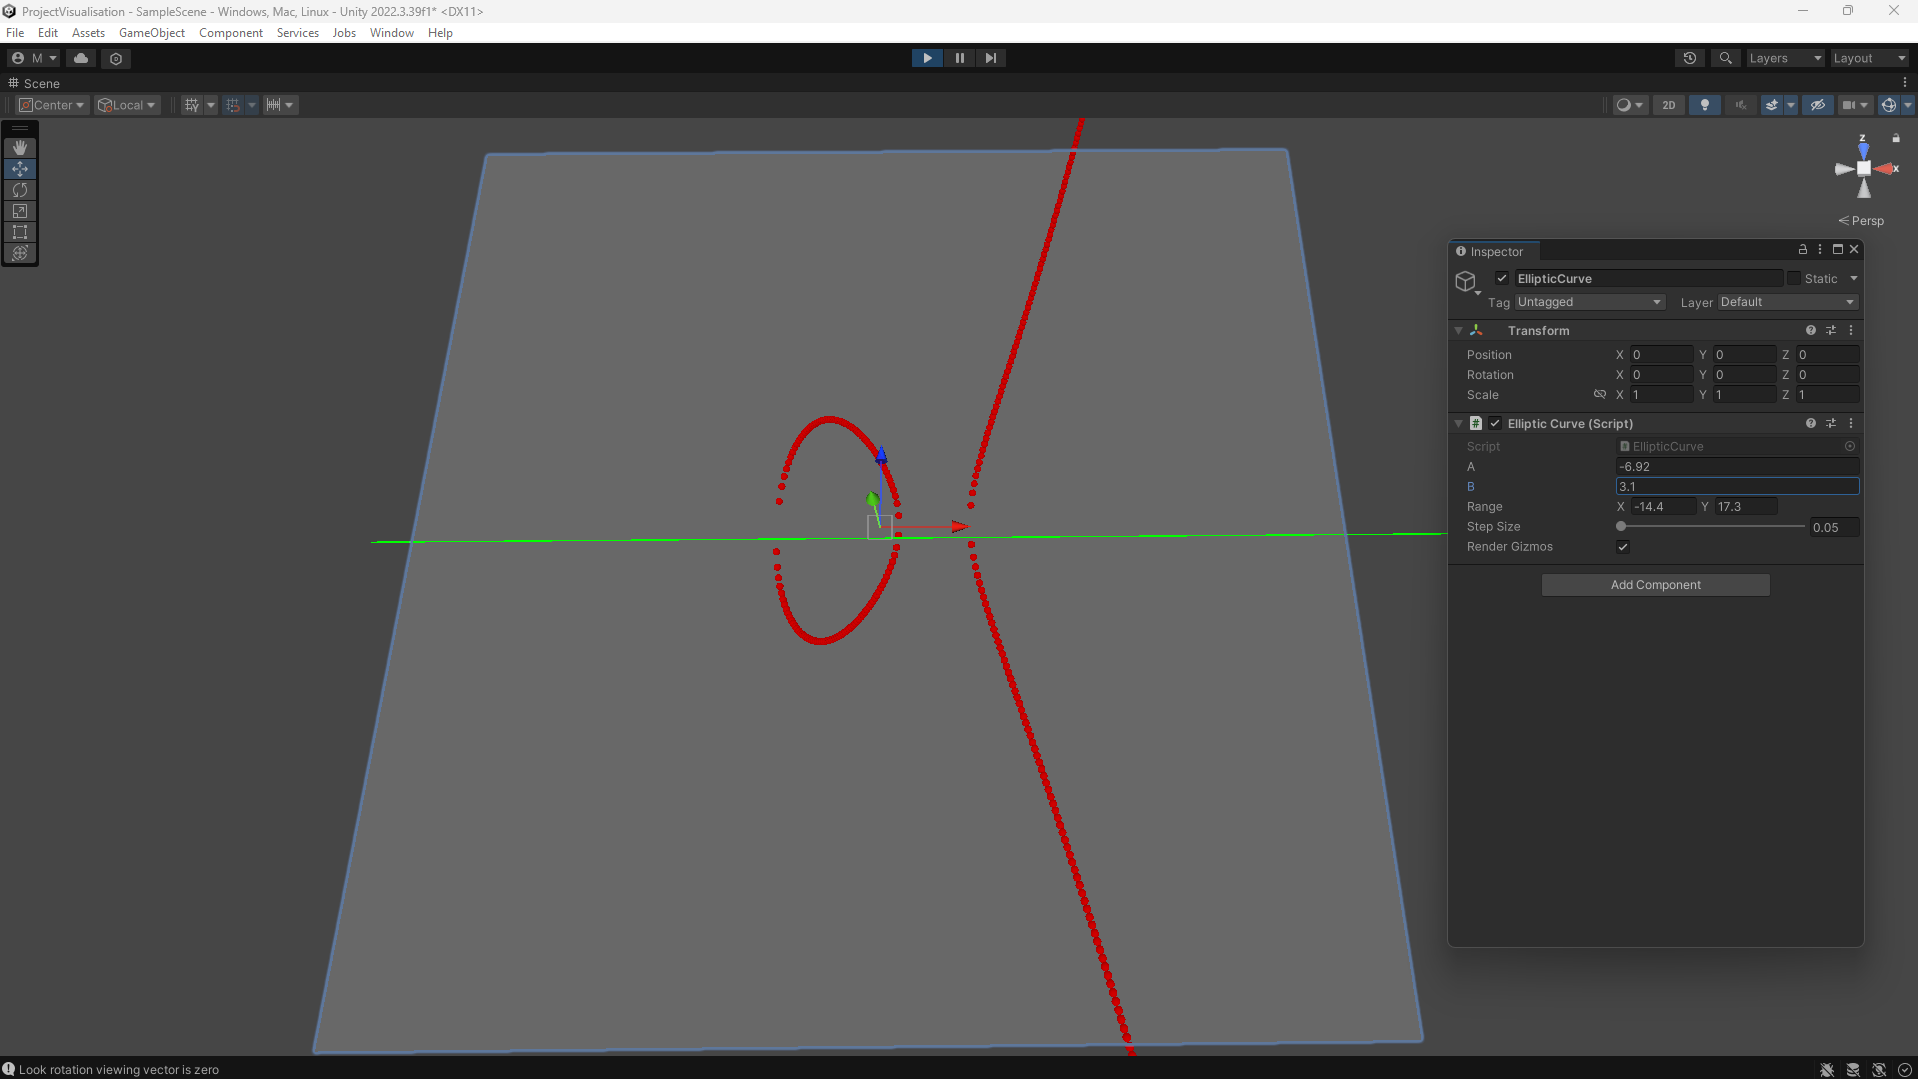 ProjectVisualisation - SampleScene - Windows, Mac, Linux - Unity 2022.3.39f1* <DX11>
File Edit Assets GameObject Component Services Jobs Window Help
M Layers Layout
Scene
Center Local 2D
z
x
Persp
Inspector
EllipticCurve Static
Tag Untagged Layer Default
Transform
Position X 0 Y 0 Z 0
Rotation X 0 Y 0 Z 0
Scale X 1 Y 1 Z 1
# Elliptic Curve (Script)
Script EllipticCurve
A -6.92
B 3.1
Range X -14.4 Y 17.3
Step Size 0.05
Render Gizmos
Add Component
Look rotation viewing vector is zero